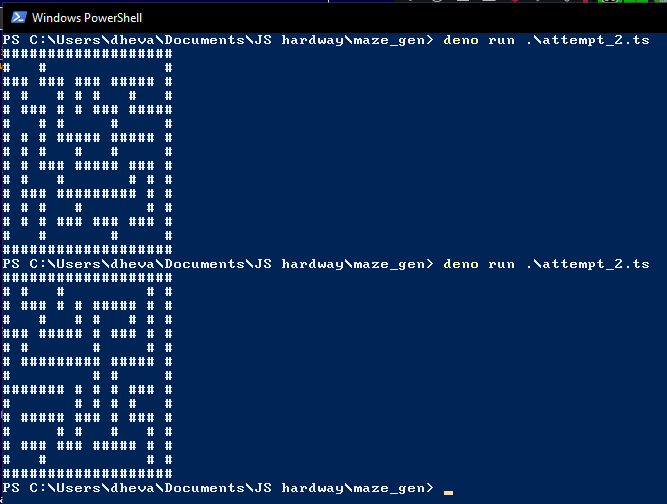 Windows PowerShell
PS C:\Users\dheva\Documents\JS hardway\maze_gen> deno run .\attempt_2.ts
###################
#   #             #
### ### ### ##### #
# #   # # #   #   #
# ### # # ### #####
#   # #     #     #
# # # ##### ##### #
# # #   #   #     #
# # ### ##### ### #
# #   #       # # #
# ### ######### # #
# # #   #       # #
# # # ### ### ### #
#   #       #     #
###################
PS C:\Users\dheva\Documents\JS hardway\maze_gen> deno run .\attempt_2.ts
###################
# #   #         # #
# ### # # ##### # #
#   #   # #   #   #
### ##### # ### # #
# #       #     # #
# ######### ##### #
#         # #     #
####### # # # ### #
#       # # # #   #
# ##### ### # ### #
#     # #   #   # #
# ### ### ##### # #
#   #           # #
###################
PS C:\Users\dheva\Documents\JS hardway\maze_gen>